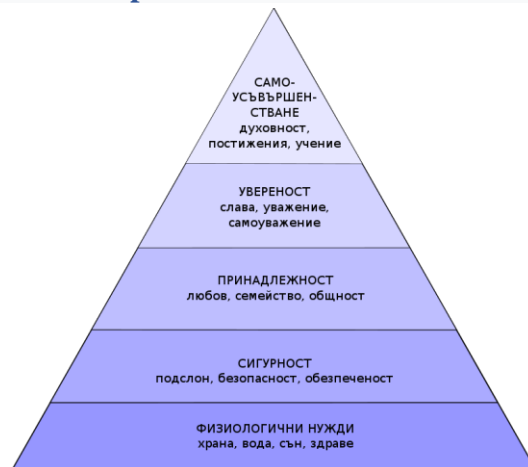 САМО-
УСЪВЪРШЕН-
СТВАНЕ
духовност,
постижения, учение
УВЕРЕНОСТ
слава, уважение,
самоуважение
ПРИНАДЛЕЖНОСТ
любов, семейство, общност
СИГУРНОСТ
подслон, безопасност, обезпеченост
ФИЗИОЛОГИЧНИ НУЖДИ
храна, вода, сън, здраве